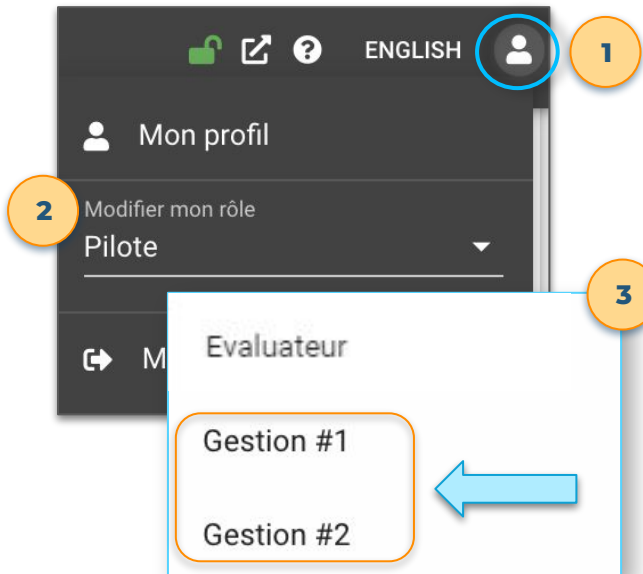 ENGLISH
1
Mon profil
2
Modifier mon rôle
Pilote
3
M
Evaluateur
Gestion #1
Gestion #2